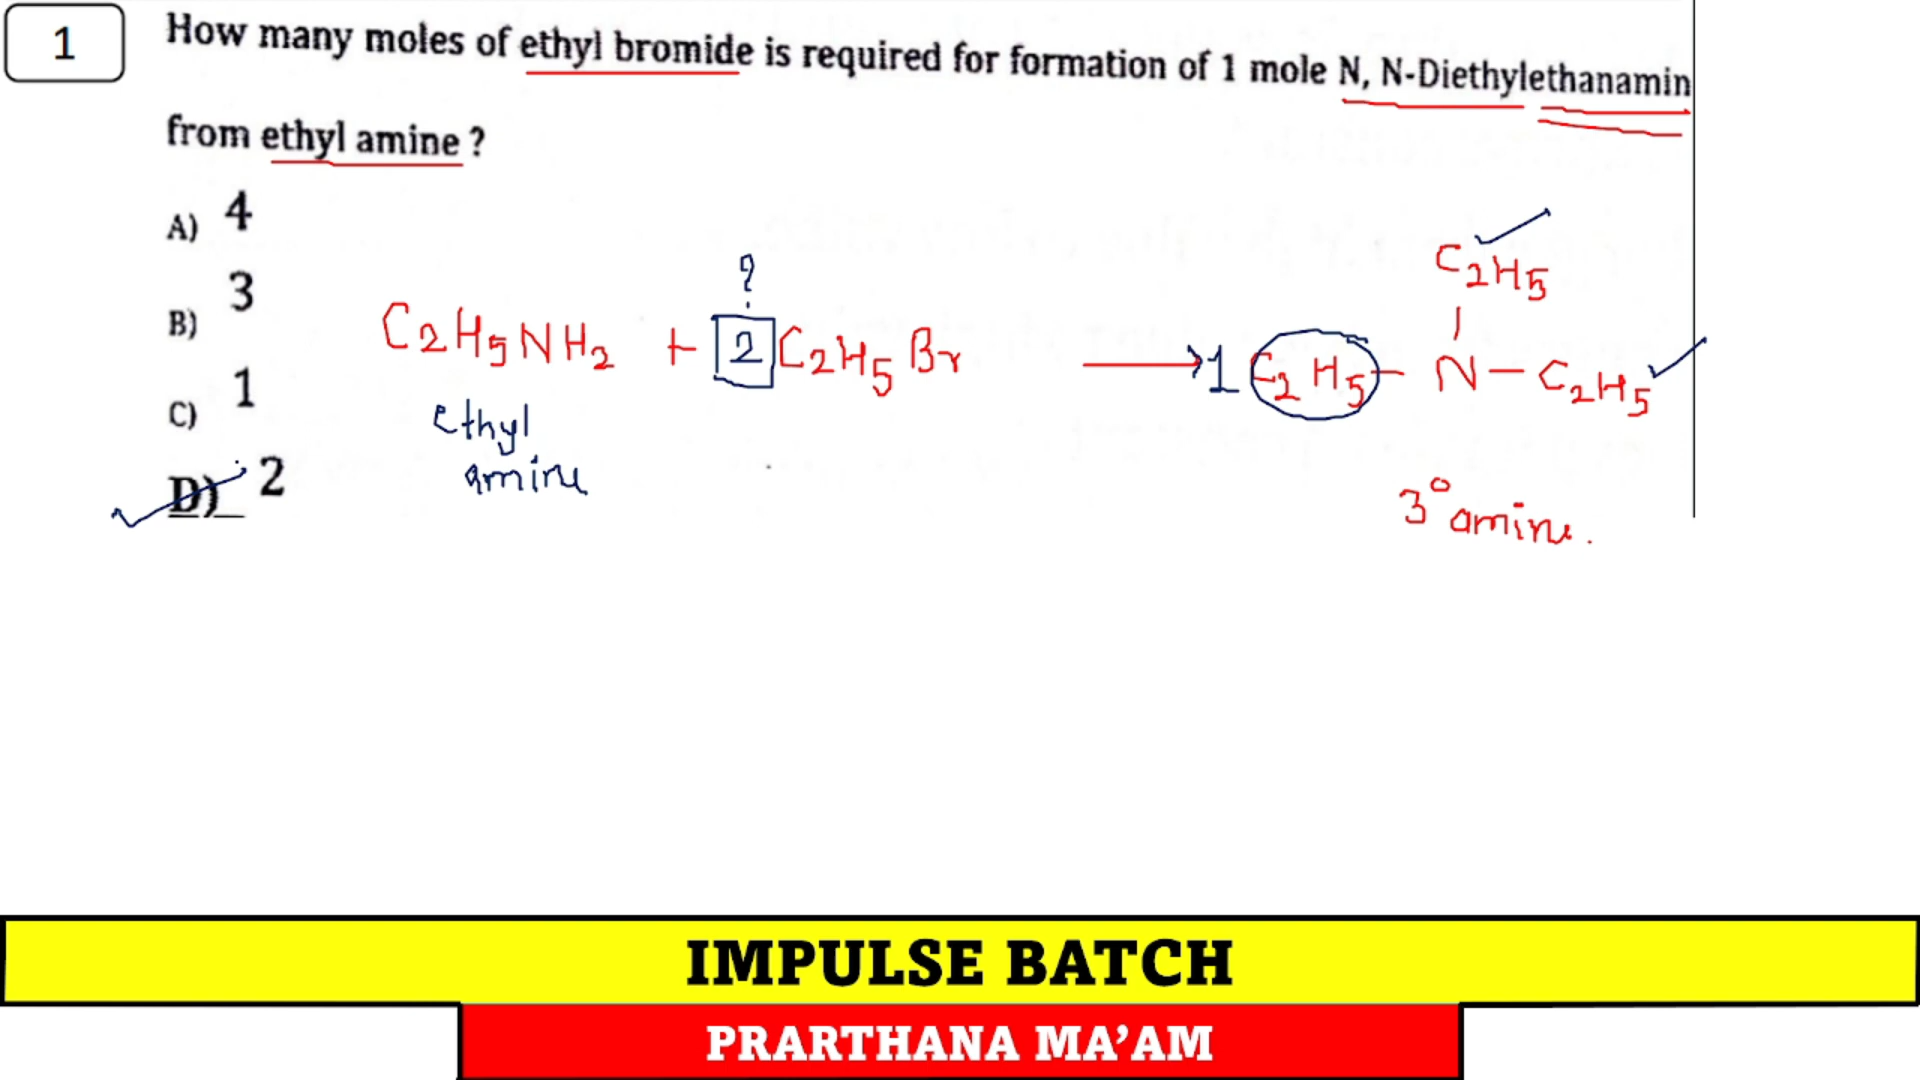 1
How many moles of ethyl bromide is required for formation of 1 mole N, N-Diethylethanamin
from ethyl amine ?
A) 4
B) 3
C) 1
D) 2
?
C2H5NH2 + 2 C2H5Br → 1 C2H5 – N – C2H5
C2H5
ethyl
amine
3° amine.
IMPULSE BATCH
PRARTHANA MA'AM